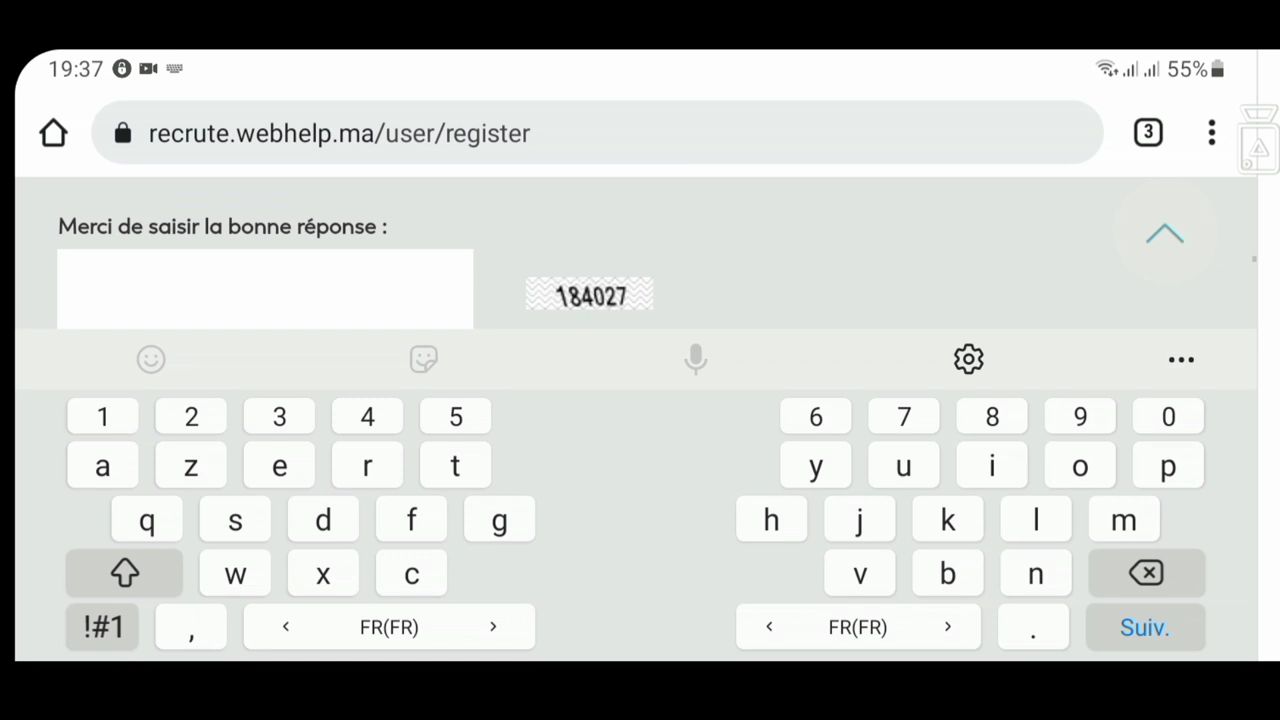 19:37 55%
recrute.webhelp.ma/user/register 3
Merci de saisir la bonne réponse :
184027
1 2 3 4 5 6 7 8 9 0
a z e r t y u i o p
q s d f g h j k l m
w x c v b n
!#1 , < FR(FR) > < FR(FR) > . Suiv.